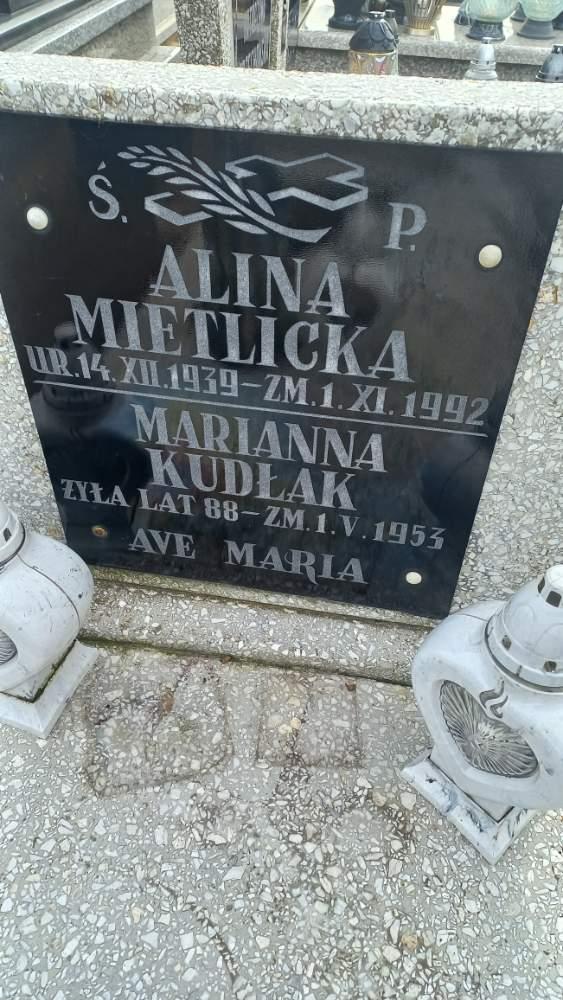 Ś. P.
ALINA
MIETLICKA
UR. 14. XII. 1939 – ZM. 1. XI. 1992
MARIANNA
KUDŁAK
ŻYŁA LAT 88 – ZM. 1. V. 1953
AVE MARIA